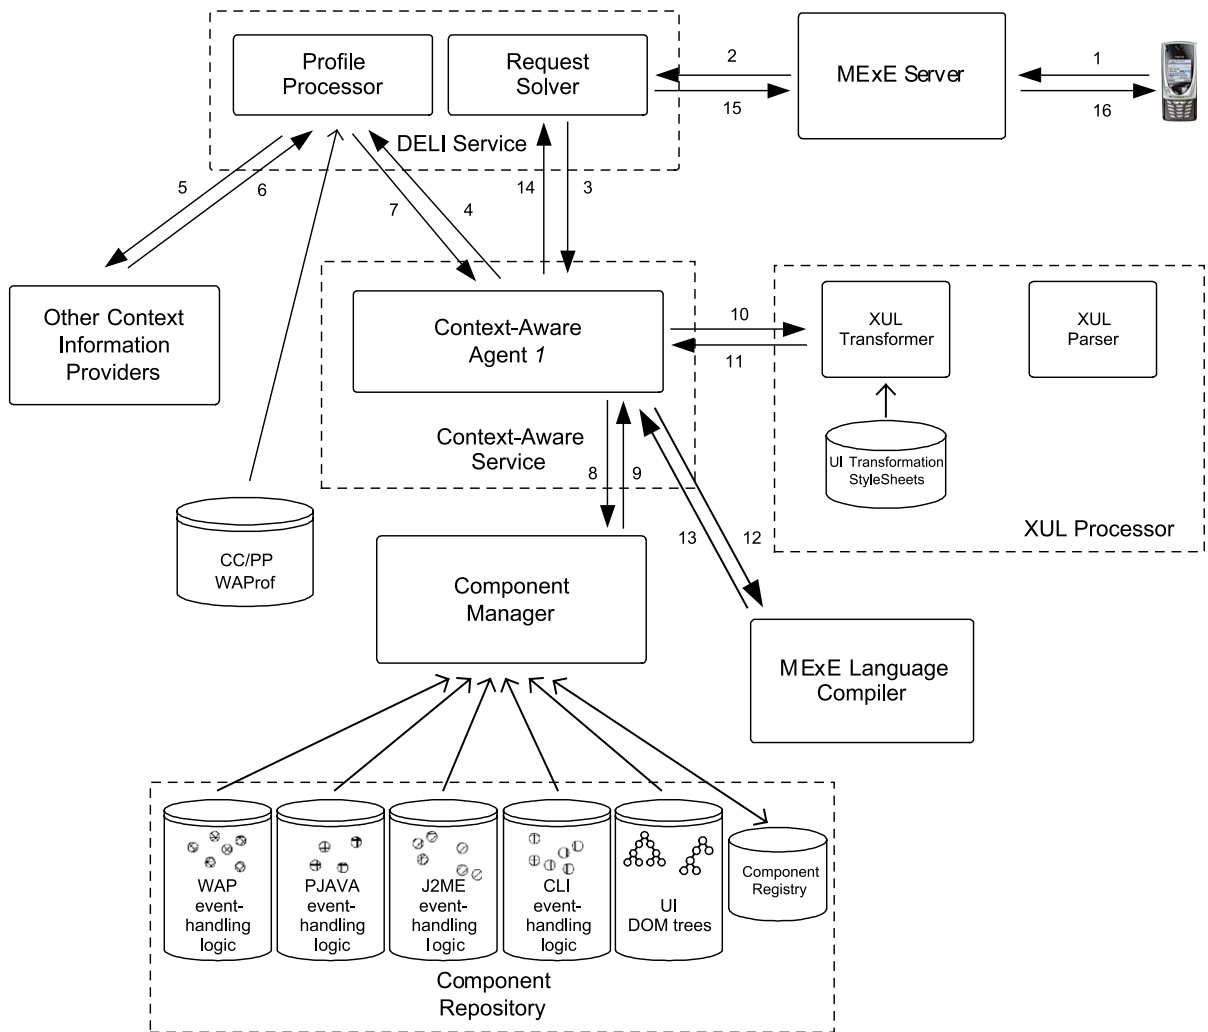 Profile
Processor
Request
Solver
DELI Service
2
15
MExE Server
1
16
5
6
7
4
14
3
Other Context
Information
Providers
Context-Aware
Agent 1
Context-Aware
Service
10
11
XUL
Transformer
XUL
Parser
UI Transformation
StyleSheets
XUL Processor
8
9
13
12
CC/PP
WAProf
Component
Manager
MExE Language
Compiler
WAP
event-
handling
logic
PJAVA
event-
handling
logic
J2ME
event-
handling
logic
CLI
event-
handling
logic
UI
DOM trees
Component
Registry
Component
Repository